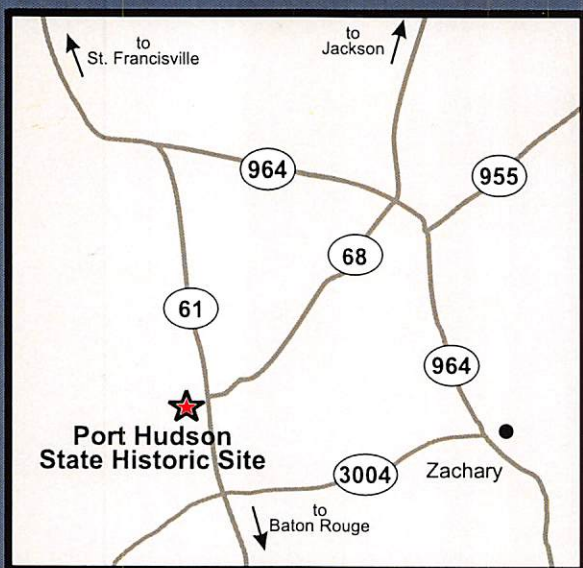 to
St. Francisville
to
Jackson
964
955
68
61
964
Port Hudson
State Historic Site
3004
Zachary
to
Baton Rouge